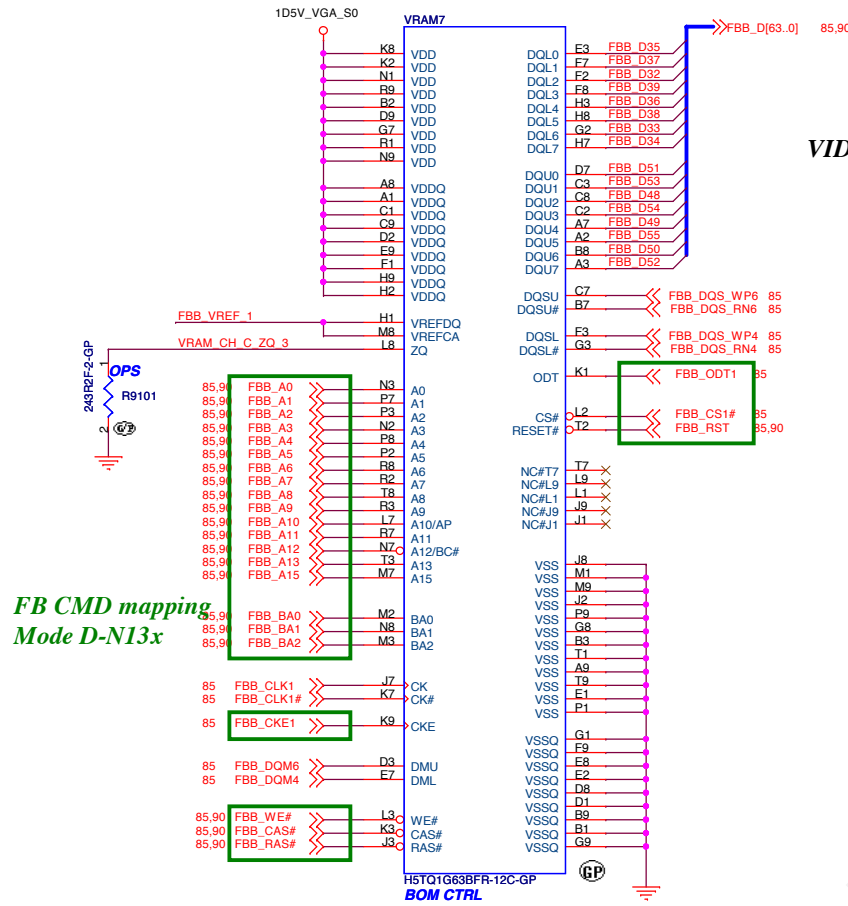 1D5V_VGA_S0
VRAM7
FBB_D[63..0] 85,90
K8 VDD DQL0 E3 FBB_D35
K2 VDD DQL1 F7 FBB_D37
N1 VDD DQL2 F2 FBB_D32
R9 VDD DQL3 F8 FBB_D39
B2 VDD DQL4 H3 FBB_D36
D9 VDD DQL5 H8 FBB_D38
G7 VDD DQL6 G2 FBB_D33
R1 VDD DQL7 H7 FBB_D34
N9 VDD
VID
DQU0 D7 FBB_D51
A8 VDDQ DQU1 C3 FBB_D53
A1 VDDQ DQU2 C8 FBB_D48
C1 VDDQ DQU3 C2 FBB_D54
C9 VDDQ DQU4 A7 FBB_D49
D2 VDDQ DQU5 A2 FBB_D55
E9 VDDQ DQU6 B8 FBB_D50
F1 VDDQ DQU7 A3 FBB_D52
H9 VDDQ
H2 VDDQ
DQSU C7 FBB_DQS_WP6 85
DQSU# B7 FBB_DQS_RN6 85
FBB_VREF_1 H1 VREFDQ
M8 VREFCA DQSL F3 FBB_DQS_WP4 85
VRAM_CH_C_ZQ_3 L8 ZQ DQSL# G3 FBB_DQS_RN4 85
243R2F-2-GP
1
OPS
R9101
2
G/P
ODT K1 FBB_ODT1 85
85,90 FBB_A0 N3 A0
85,90 FBB_A1 P7 A1
85,90 FBB_A2 P3 A2 CS# L2 FBB_CS1# 85
85,90 FBB_A3 N2 A3 RESET# T2 FBB_RST 85,90
85,90 FBB_A4 P8 A4
85,90 FBB_A5 P2 A5
85,90 FBB_A6 R8 A6 NC#T7 T7
85,90 FBB_A7 R2 A7 NC#L9 L9
85,90 FBB_A8 T8 A8 NC#L1 L1
85,90 FBB_A9 R3 A9 NC#J9 J9
85,90 FBB_A10 L7 A10/AP NC#J1 J1
85,90 FBB_A11 R7 A11
85,90 FBB_A12 N7 A12/BC#
85,90 FBB_A13 T3 A13 VSS J8
85,90 FBB_A15 M7 A15 VSS M1
VSS M9
VSS J2
FB CMD mapping
Mode D-N13x
85,90 FBB_BA0 M2 BA0 VSS P9
85,90 FBB_BA1 N8 BA1 VSS G8
85,90 FBB_BA2 M3 BA2 VSS B3
VSS T1
VSS A9
85 FBB_CLK1 J7 CK VSS T9
85 FBB_CLK1# K7 CK# VSS E1
VSS P1
85 FBB_CKE1 K9 CKE
VSSQ G1
VSSQ F9
85 FBB_DQM6 D3 DMU VSSQ E8
85 FBB_DQM4 E7 DML VSSQ E2
VSSQ D8
VSSQ D1
85,90 FBB_WE# L3 WE# VSSQ B9
85,90 FBB_CAS# K3 CAS# VSSQ B1
85,90 FBB_RAS# J3 RAS# VSSQ G9
H5TQ1G63BFR-12C-GP
GP
BOM CTRL